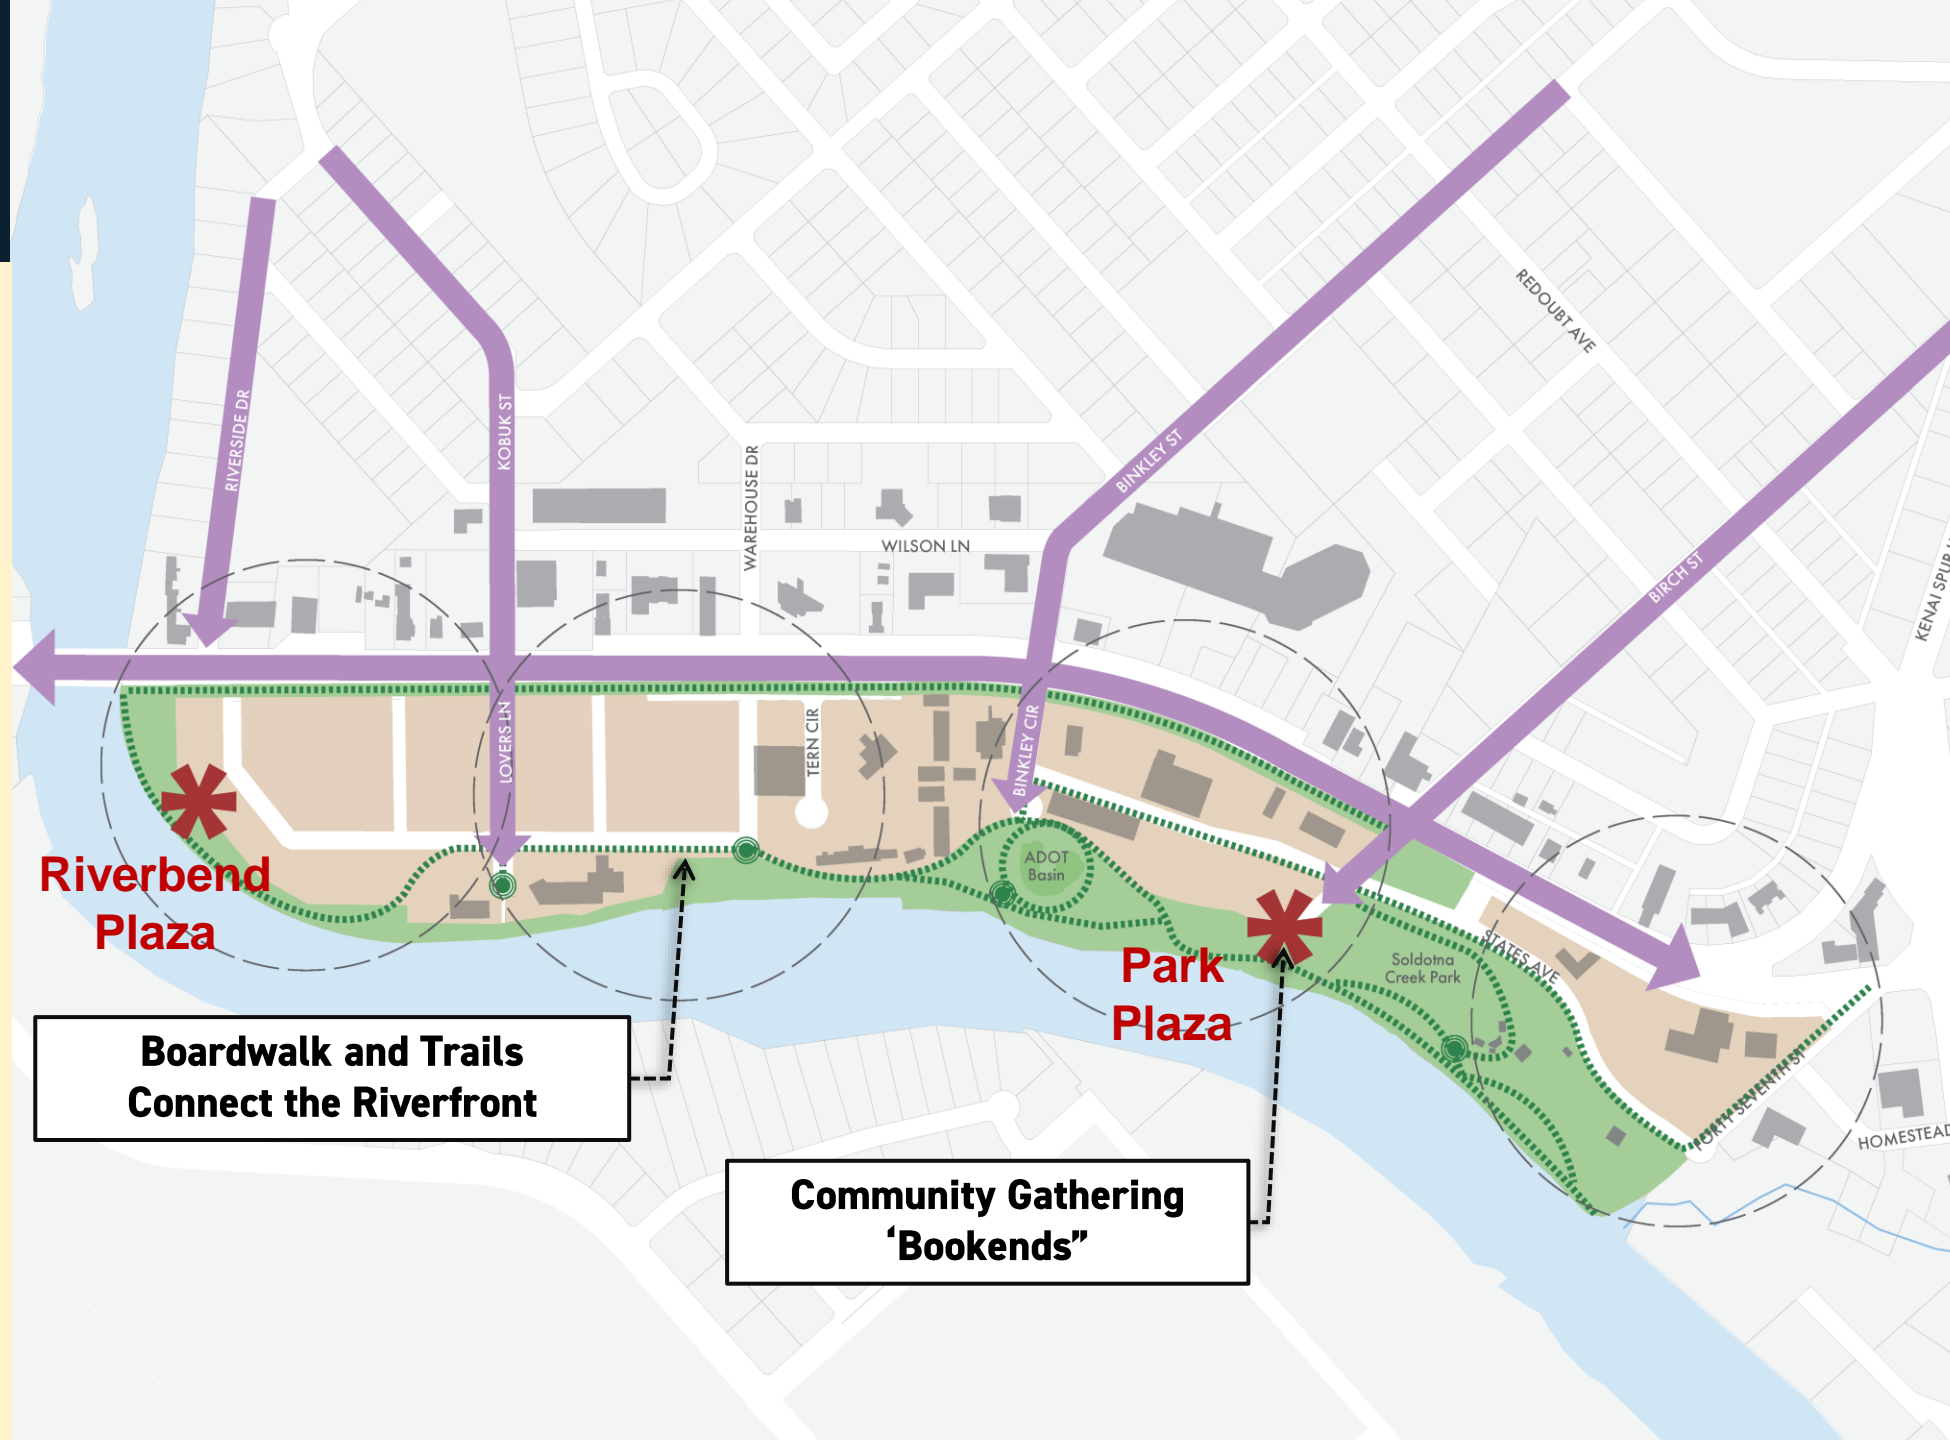 REDOUBT AVE
RIVERSIDE DR
KOBUK ST
WAREHOUSE DR
BINKLEY ST
WILSON LN
BIRCH ST
KENAI SPUR
LOVERS LN
TERN CIR
BINKLEY CIR
ADOT
Basin
Riverbend
Plaza
Park
Plaza
Soldotna
Creek Park
STATES AVE
Boardwalk and Trails
Connect the Riverfront
FORTY SEVENTH ST
HOMESTEAD
Community Gathering
‘Bookends”